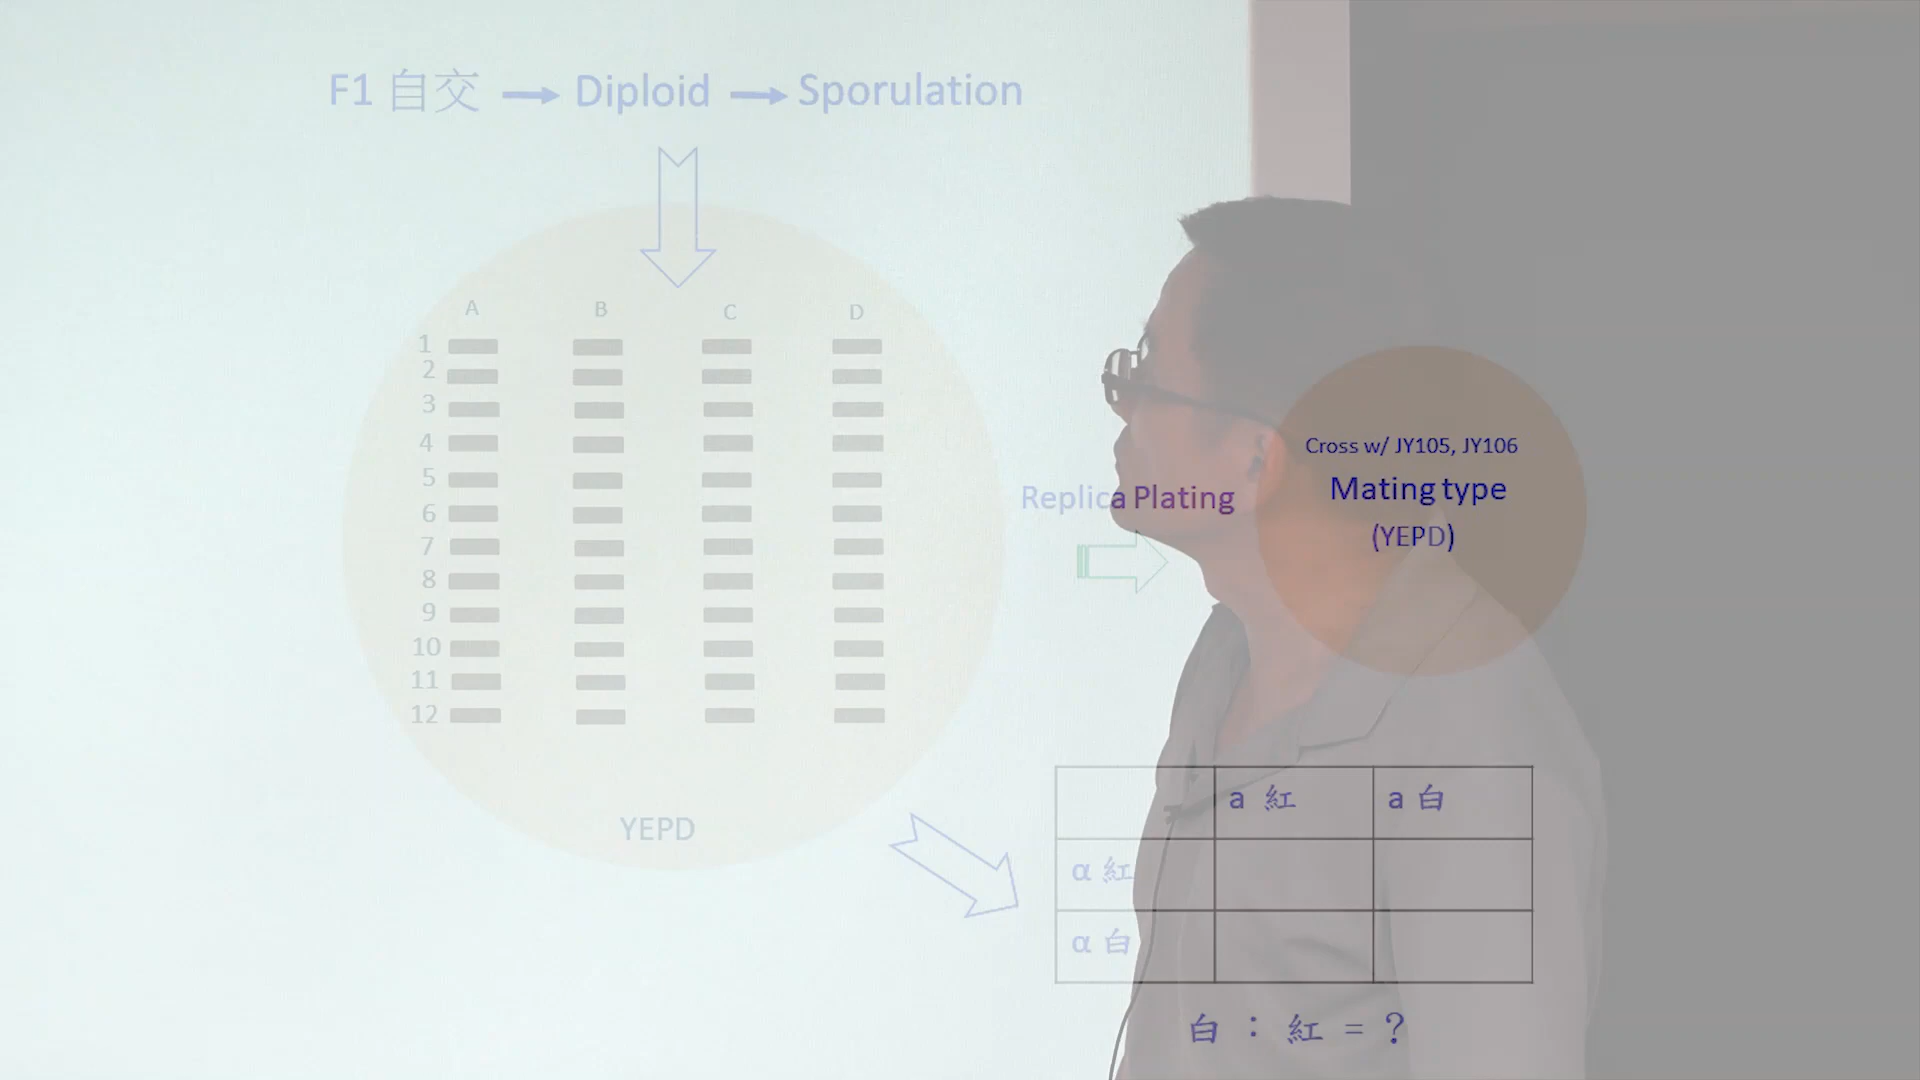 F1 自交 → Diploid → Sporulation
A B C D
1
2
3
4
5
6
7
8
9
10
11
12
YEPD
Replica Plating
Cross w/ JY105, JY106
Mating type
(YEPD)
a 紅 a 白
α 紅
α 白
白 : 紅 = ?